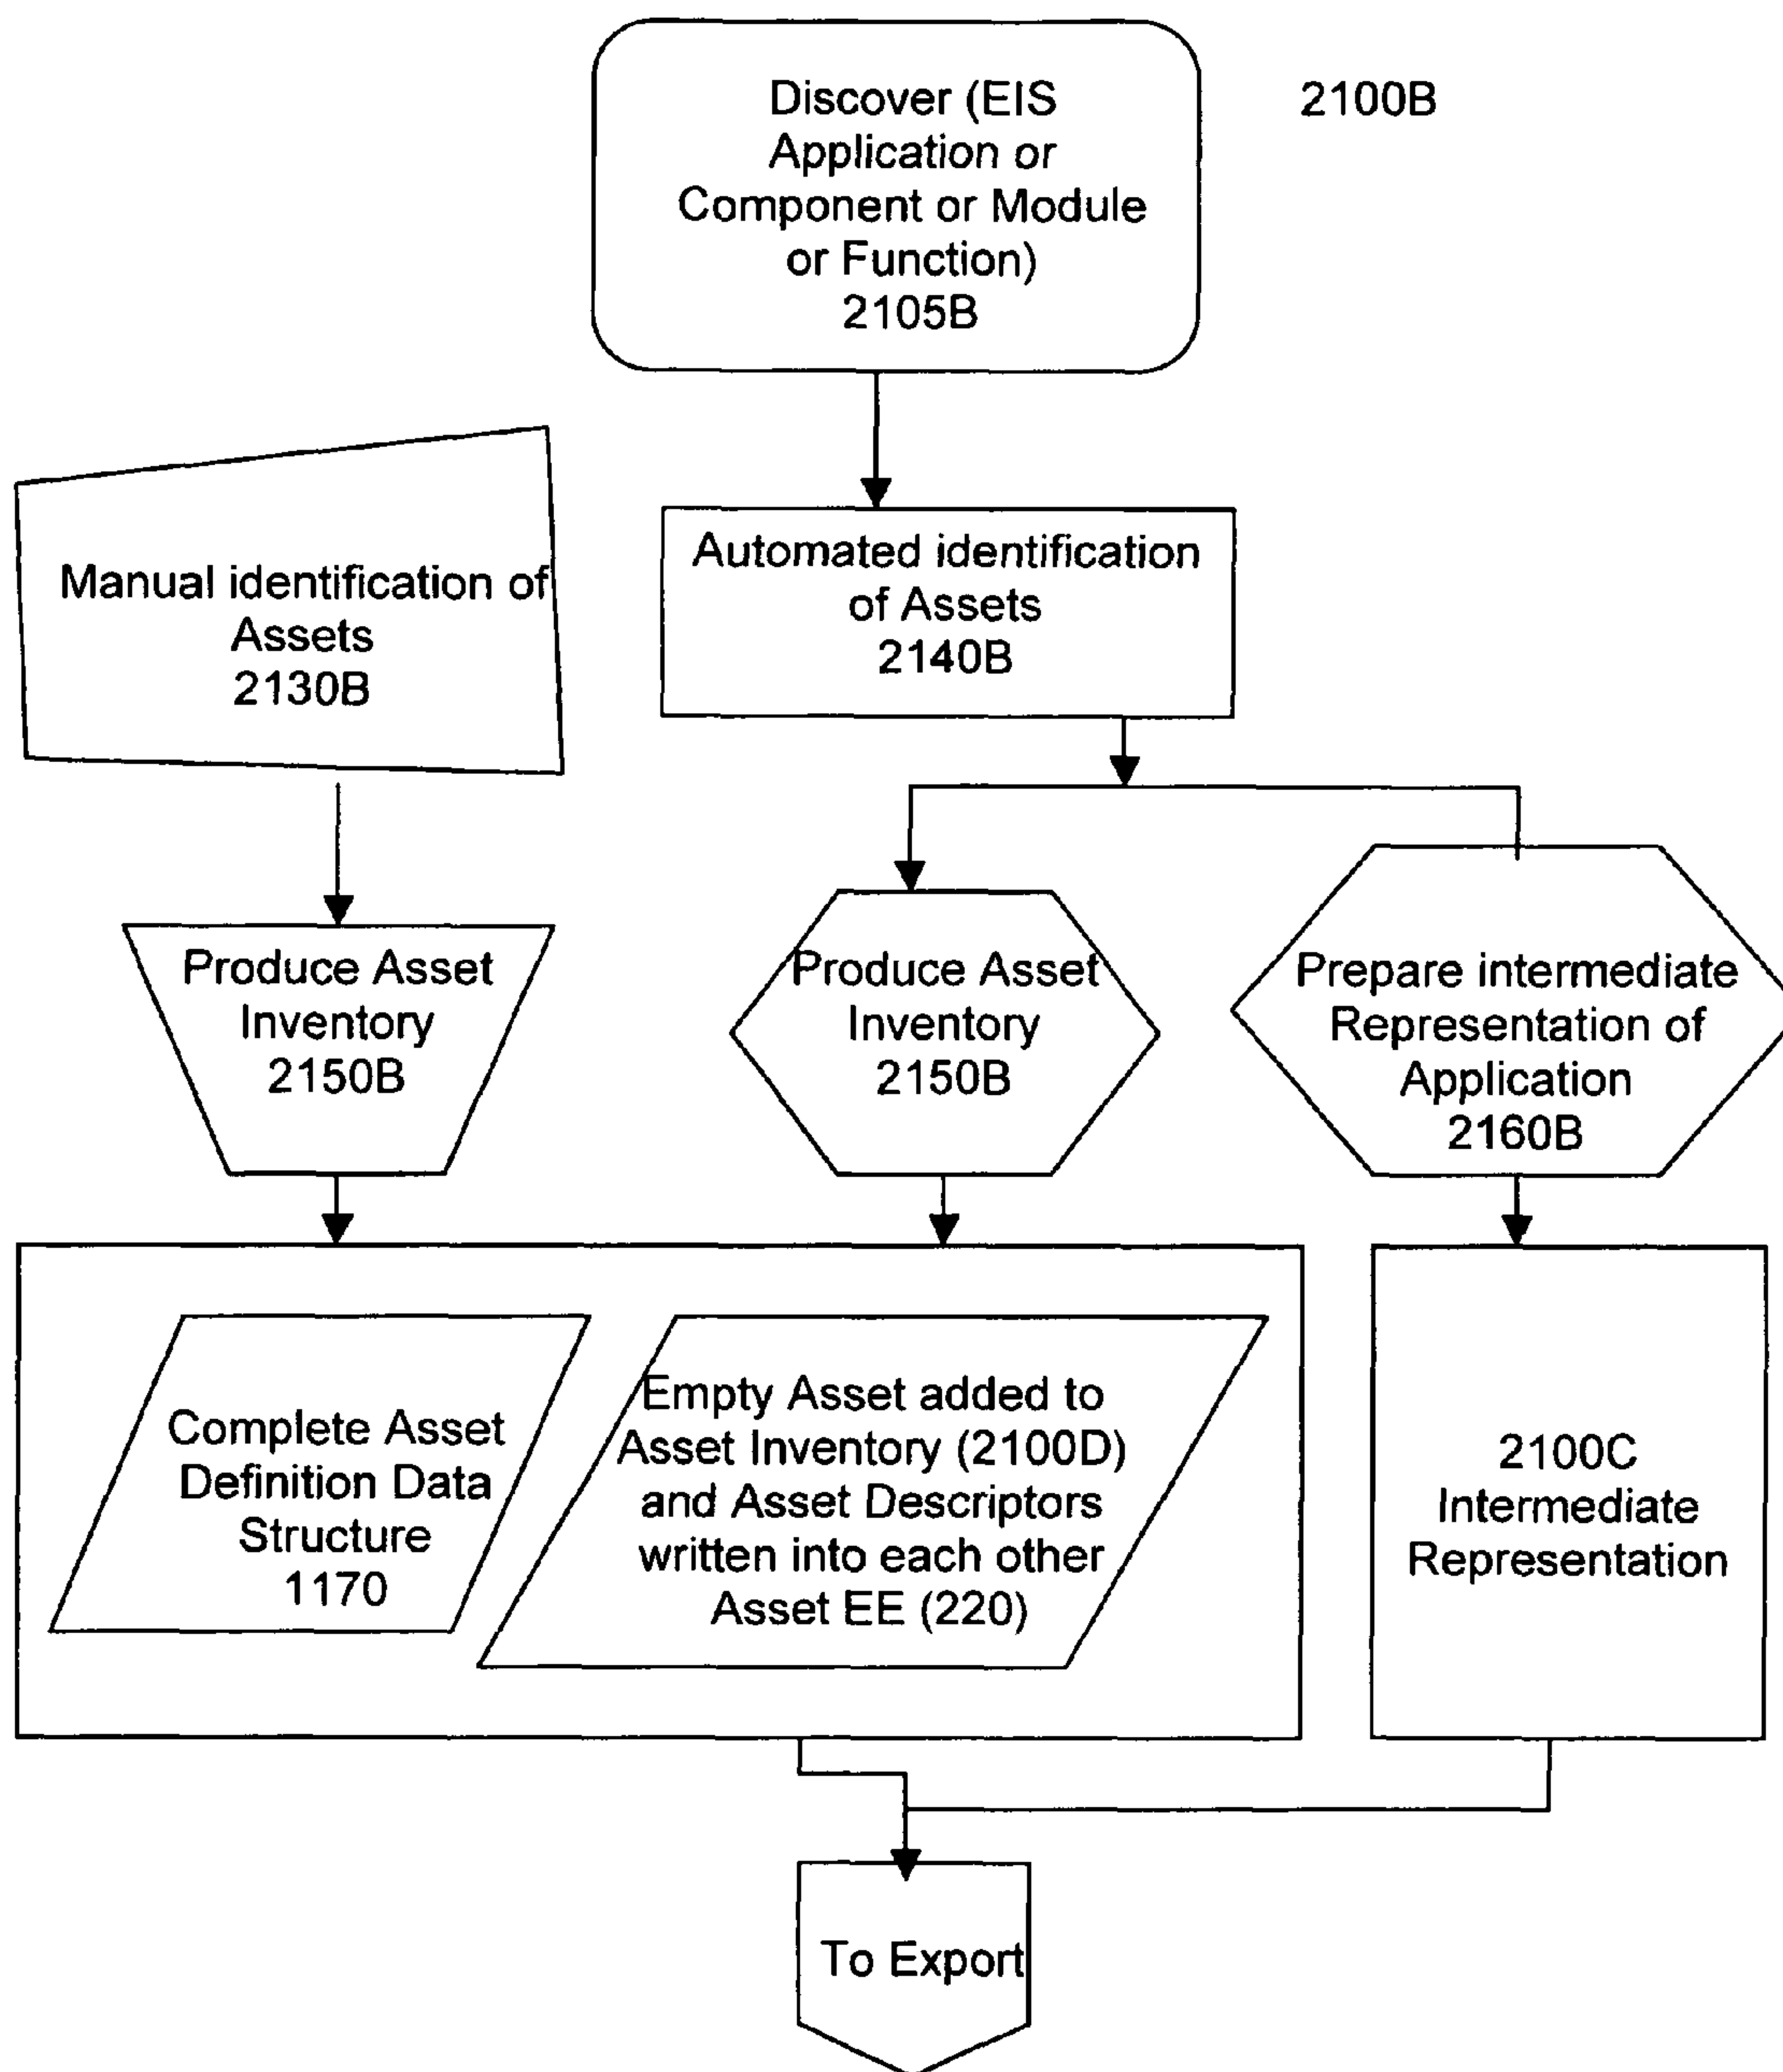 Discover (EIS
Application or
Component or Module
or Function)
2105B
2100B
Manual identification of
Assets
2130B
Automated identification
of Assets
2140B
Produce Asset
Inventory
2150B
Produce Asset
Inventory
2150B
Prepare intermediate
Representation of
Application
2160B
Complete Asset
Definition Data
Structure
1170
Empty Asset added to
Asset Inventory (2100D)
and Asset Descriptors
written into each other
Asset EE (220)
2100C
Intermediate
Representation
To Export